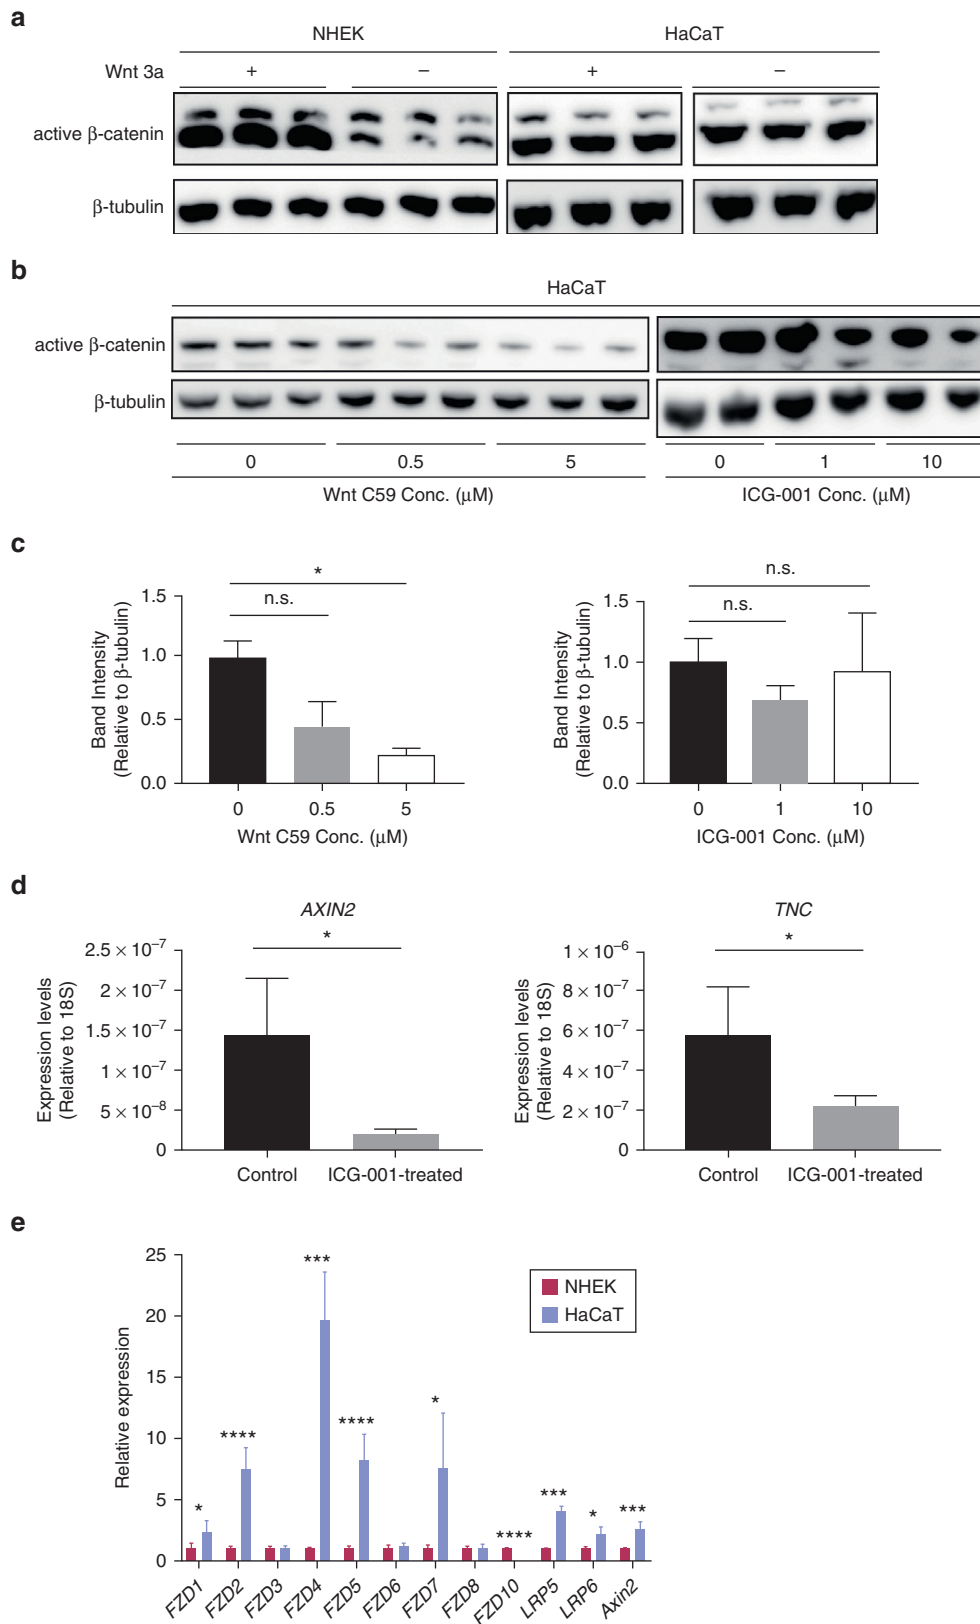 a
NHEK HaCaT
Wnt 3a + − + −
active β-catenin
β-tubulin
b
HaCaT
active β-catenin
β-tubulin
0 0.5 5 0 1 10
Wnt C59 Conc. (μM) ICG-001 Conc. (μM)
c
Band Intensity
(Relative to β-tubulin)
1.5
1.0
0.5
0.0
*
n.s.
0 0.5 5
Wnt C59 Conc. (μM)
Band Intensity
(Relative to β-tubulin)
1.5
1.0
0.5
0.0
n.s.
n.s.
0 1 10
ICG-001 Conc. (μM)
d
AXIN2
Expression levels
(Relative to 18S)
2.5 × 10⁻⁷
2 × 10⁻⁷
1.5 × 10⁻⁷
1 × 10⁻⁷
5 × 10⁻⁸
0
*
Control ICG-001-treated
TNC
Expression levels
(Relative to 18S)
1 × 10⁻⁶
8 × 10⁻⁷
6 × 10⁻⁷
4 × 10⁻⁷
2 × 10⁻⁷
0
*
Control ICG-001-treated
e
Relative expression
25
20
15
10
5
0
NHEK
HaCaT
* **** *** **** * **** *** * ***
FZD1 FZD2 FZD3 FZD4 FZD5 FZD6 FZD7 FZD8 FZD10 LRP5 LRP6 Axin2